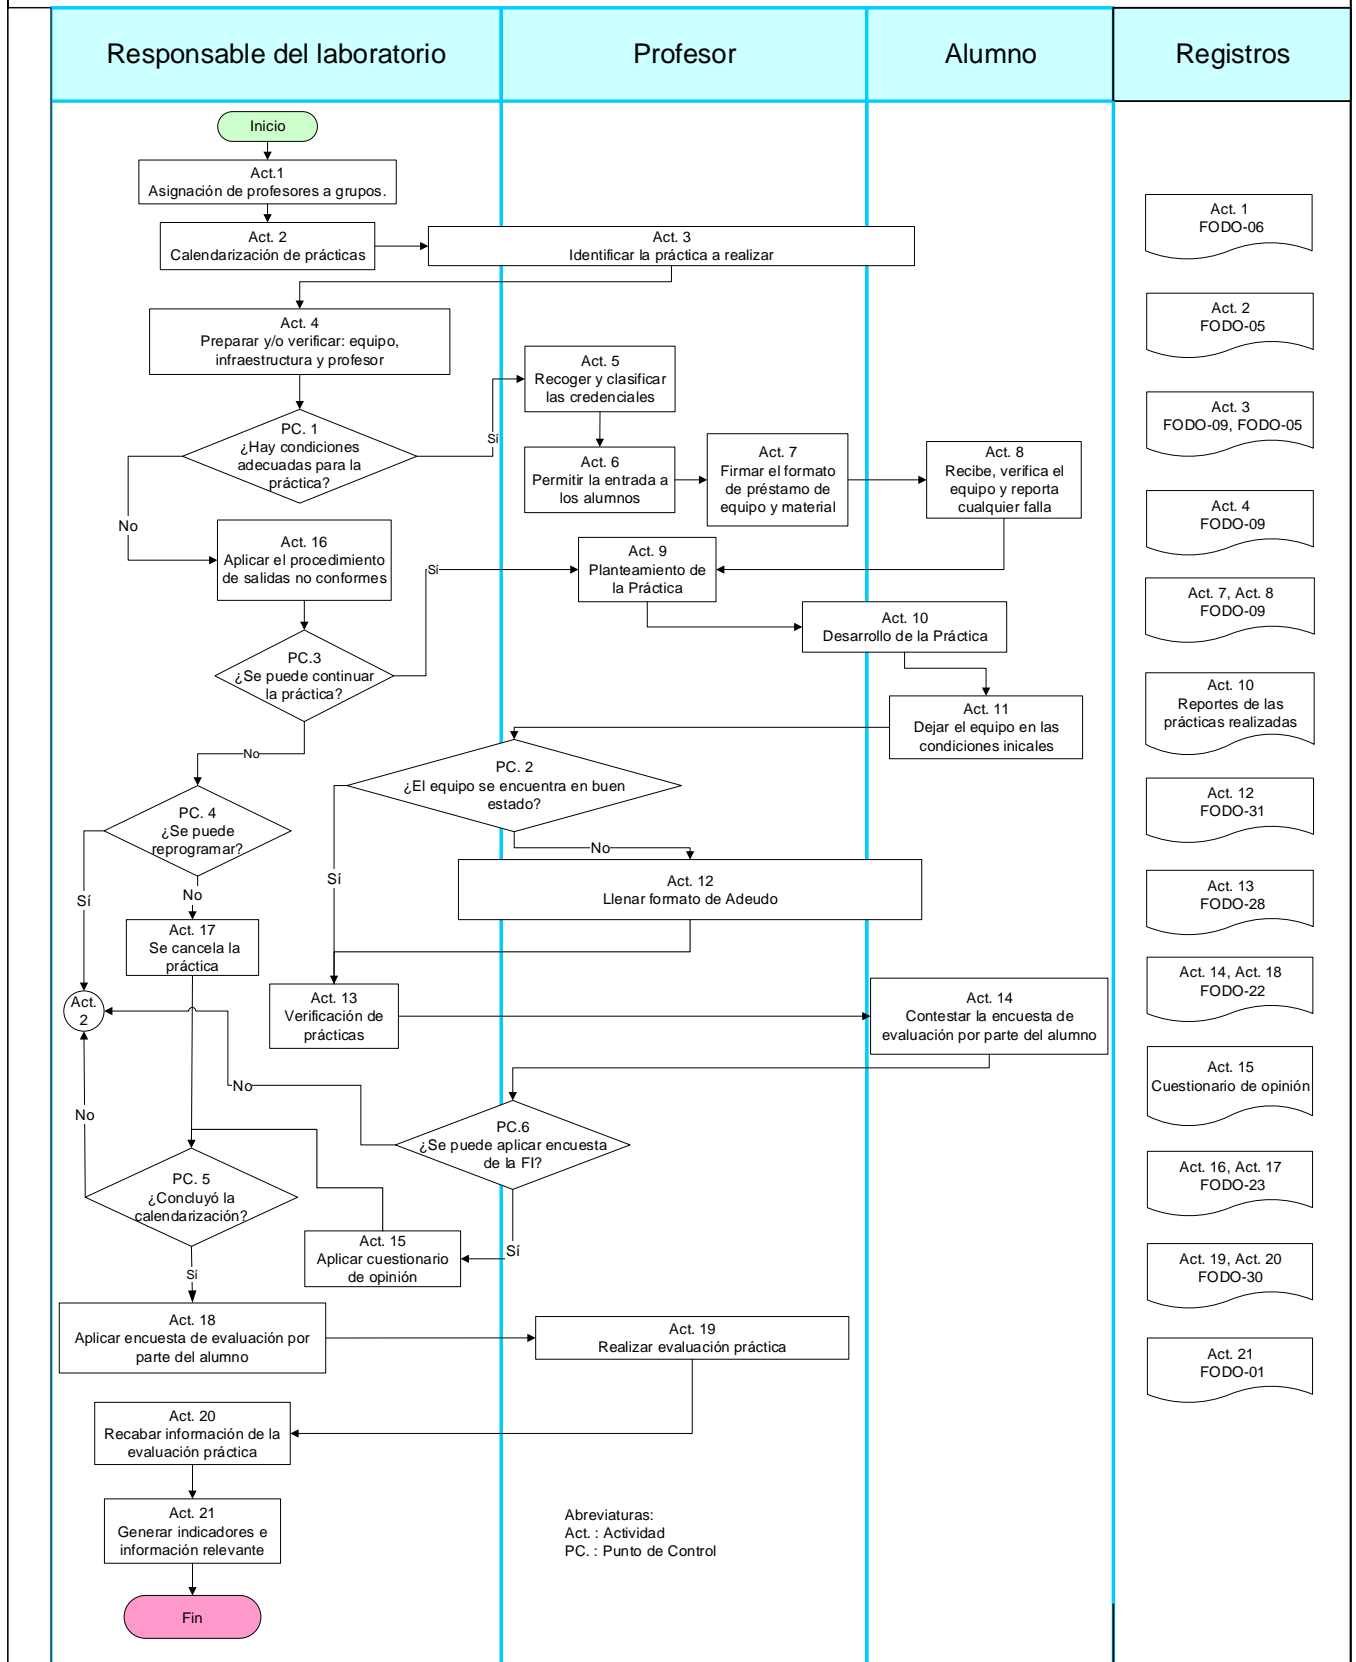 Responsable del laboratorio
Profesor
Alumno
Registros
Inicio
Act.1
Asignación de profesores a grupos.
Act. 2
Calendarización de prácticas
Act. 3
Identificar la práctica a realizar
Act. 4
Preparar y/o verificar: equipo,
infraestructura y profesor
PC. 1
¿Hay condiciones
adecuadas para la
práctica?
Sí
No
Act. 5
Recoger y clasificar
las credenciales
Act. 6
Permitir la entrada a
los alumnos
Act. 7
Firmar el formato
de préstamo de
equipo y material
Act. 8
Recibe, verifica el
equipo y reporta
cualquier falla
Act. 16
Aplicar el procedimiento
de salidas no conformes
Sí
Act. 9
Planteamiento de
la Práctica
Act. 10
Desarrollo de la Práctica
PC.3
¿Se puede continuar
la práctica?
No
Act. 11
Dejar el equipo en las
condiciones inicales
PC. 2
¿El equipo se encuentra en buen
estado?
Sí
No
PC. 4
¿Se puede
reprogramar?
Sí
No
Act. 12
Llenar formato de Adeudo
Act. 17
Se cancela la
práctica
Act.
2
Act. 13
Verificación de
prácticas
Act. 14
Contestar la encuesta de
evaluación por parte del alumno
No
No
PC.6
¿Se puede aplicar encuesta
de la FI?
Sí
PC. 5
¿Concluyó la
calendarización?
Sí
Act. 15
Aplicar cuestionario
de opinión
Act. 18
Aplicar encuesta de evaluación por
parte del alumno
Act. 19
Realizar evaluación práctica
Act. 20
Recabar información de la
evaluación práctica
Act. 21
Generar indicadores e
información relevante
Fin
Abreviaturas:
Act. : Actividad
PC. : Punto de Control
Act. 1
FODO-06
Act. 2
FODO-05
Act. 3
FODO-09, FODO-05
Act. 4
FODO-09
Act. 7, Act. 8
FODO-09
Act. 10
Reportes de las
prácticas realizadas
Act. 12
FODO-31
Act. 13
FODO-28
Act. 14, Act. 18
FODO-22
Act. 15
Cuestionario de opinión
Act. 16, Act. 17
FODO-23
Act. 19, Act. 20
FODO-30
Act. 21
FODO-01